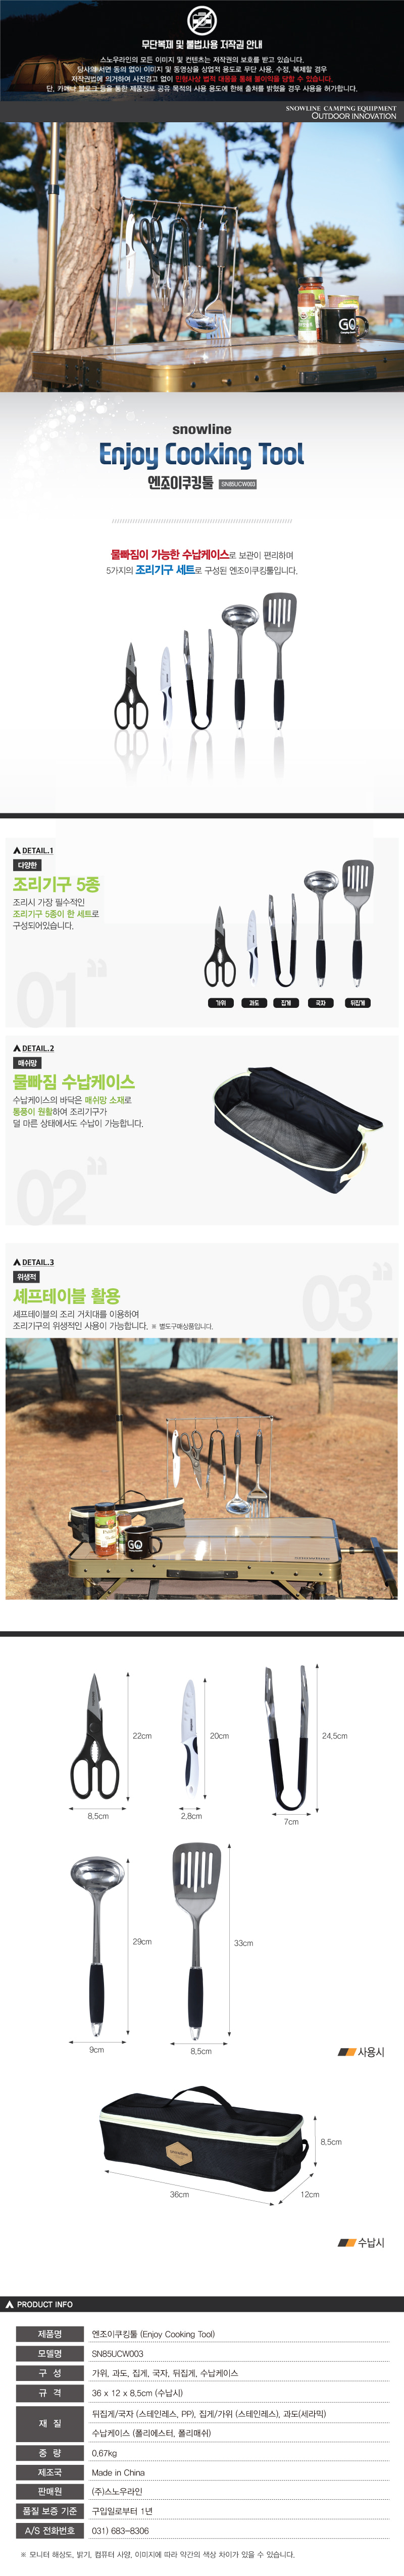 무단복제 및 불법사용 저작권 안내
스노우라인의 모든 이미지 및 컨텐츠는 저작권의 보호를 받고 있습니다.
당사의 서면 동의 없이 이미지 및 동영상을 상업적 용도로 무단 사용, 수정, 복제할 경우
저작권법에 의거하여 사전경고 없이 민형사상 법적 대응을 통해 불이익을 당할 수 있습니다.
단, 카페나 블로그 등을 통한 제품정보 공유 목적의 사용 용도에 한해 출처를 밝혔을 경우 사용을 허가합니다.
SNOWLINE CAMPING EQUIPMENT
OUTDOOR INNOVATION
GO
snowline
Enjoy Cooking Tool
엔조이쿠킹툴 SN85UCW003
물빠짐이 가능한 수납케이스로 보관이 편리하며
5가지의 조리기구 세트로 구성된 엔조이쿠킹툴입니다.
DETAIL.1
다양한
조리기구 5종
조리시 가장 필수적인
조리기구 5종이 한 세트로
구성되어있습니다.
01
가위 과도 집게 국자 뒤집게
DETAIL.2
매쉬망
물빠짐 수납케이스
수납케이스의 바닥은 매쉬망 소재로
통풍이 원활하여 조리기구가
덜 마른 상태에서도 수납이 가능합니다.
02
DETAIL.3
위생적
셰프테이블 활용
셰프테이블의 조리 거치대를 이용하여
조리기구의 위생적인 사용이 가능합니다. ※ 별도구매상품입니다.
03
GO
22cm
20cm
24,5cm
8,5cm
2,8cm
7cm
29cm
33cm
9cm
8,5cm
사용시
snowline
8,5cm
36cm
12cm
수납시
PRODUCT INFO
제품명 엔조이쿠킹툴 (Enjoy Cooking Tool)
모델명 SN85UCW003
구 성 가위, 과도, 집게, 국자, 뒤집게, 수납케이스
규 격 36 x 12 x 8,5cm (수납시)
재 질 뒤집게/국자 (스테인레스, PP), 집게/가위 (스테인레스), 과도(세라믹)
수납케이스 (폴리에스터, 폴리매쉬)
중 량 0,67kg
제조국 Made in China
판매원 (주)스노우라인
품질 보증 기준 구입일로부터 1년
A/S 전화번호 031) 683-8306
※ 모니터 해상도, 밝기, 컴퓨터 사양, 이미지에 따라 약간의 색상 차이가 있을 수 있습니다.